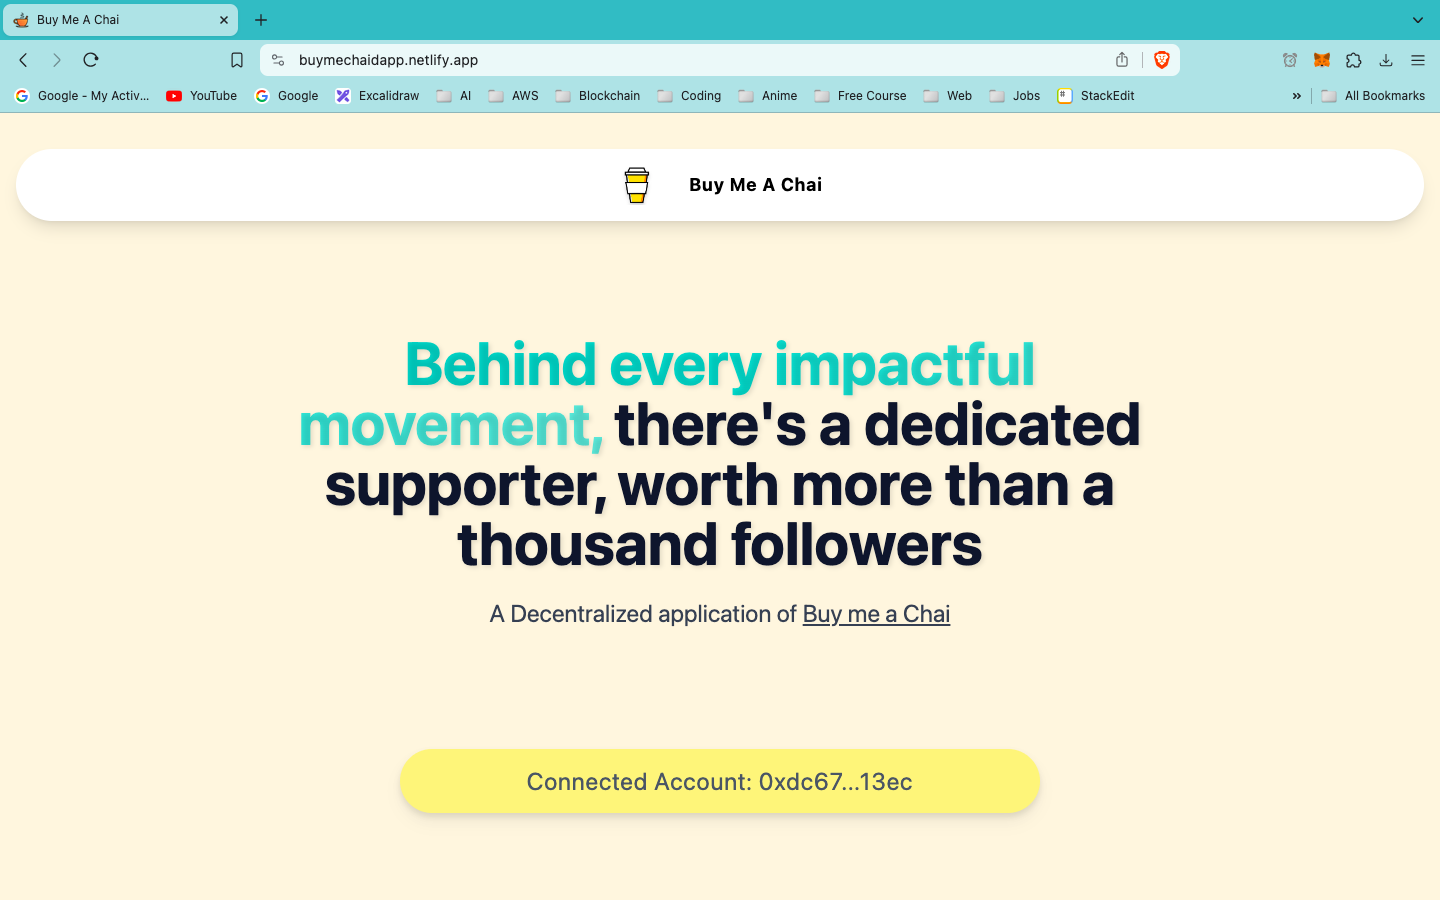 Buy Me A Chai
buymechaidapp.netlify.app
Google - My Activ... YouTube Google Excalidraw AI AWS Blockchain Coding Anime Free Course Web Jobs StackEdit » All Bookmarks
Buy Me A Chai
Behind every impactful
movement, there's a dedicated
supporter, worth more than a
thousand followers
A Decentralized application of Buy me a Chai
Connected Account: 0xdc67...13ec